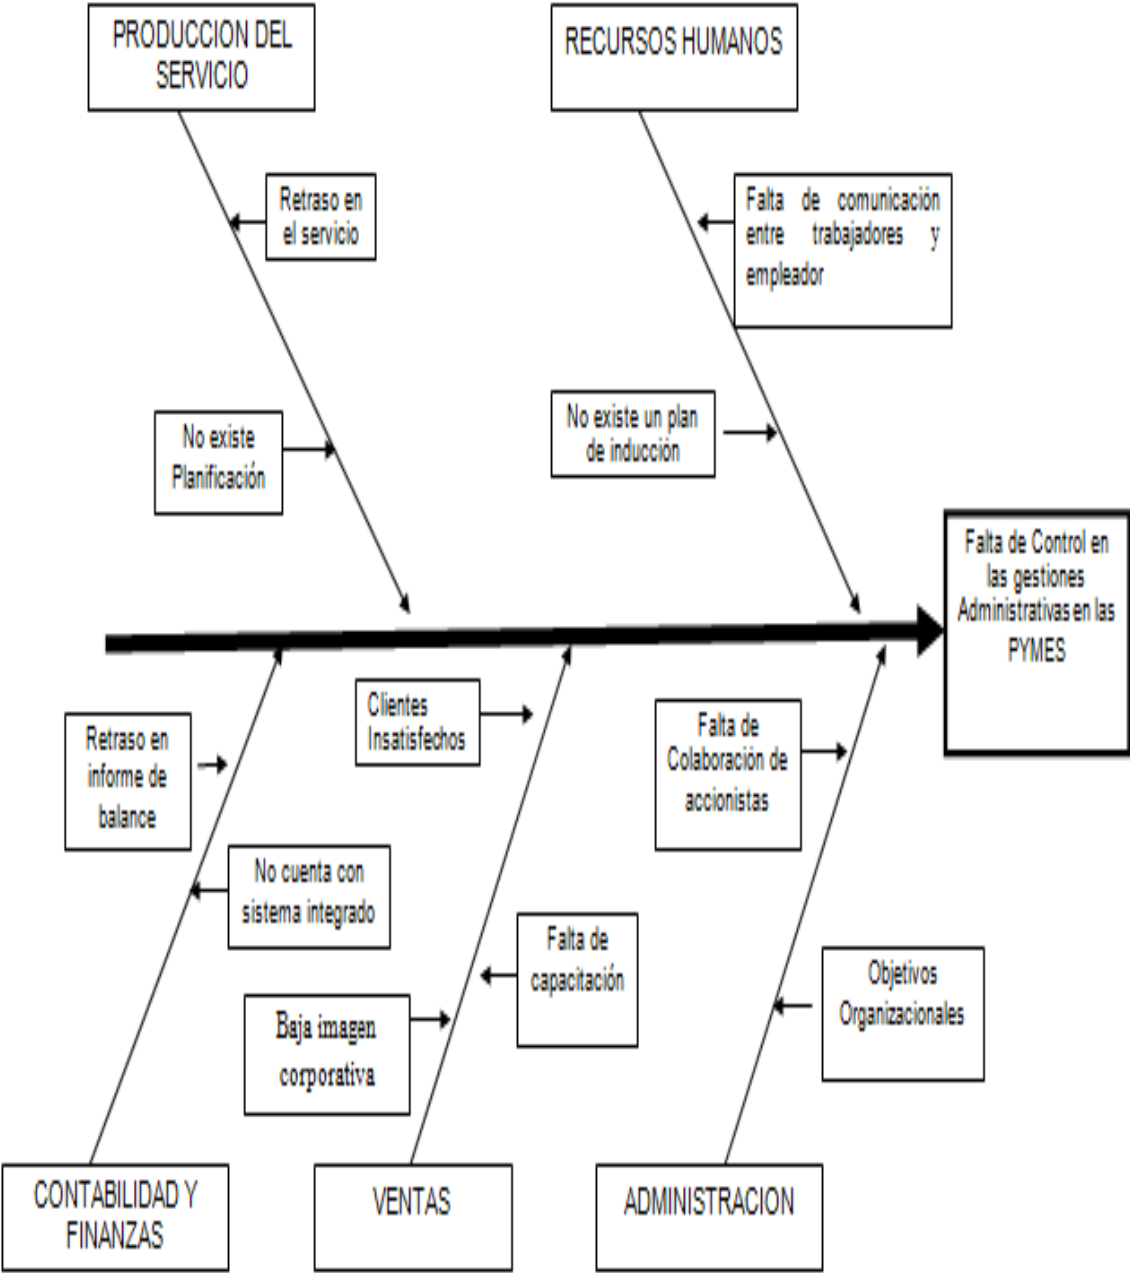 PRODUCCION DEL
SERVICIO
RECURSOS HUMANOS
Retraso en
el servicio
Falta de comunicación
entre trabajadores y
empleador
No existe
Planificación
No existe un plan
de inducción
Falta de Control en
las gestiones
Administrativas en las
PYMES
Retraso en
informe de
balance
Clientes
Insatisfechos
Falta de
Colaboración de
accionistas
No cuenta con
sistema integrado
Falta de
capacitación
Baja imagen
corporativa
Objetivos
Organizacionales
CONTABILIDAD Y
FINANZAS
VENTAS
ADMINISTRACION